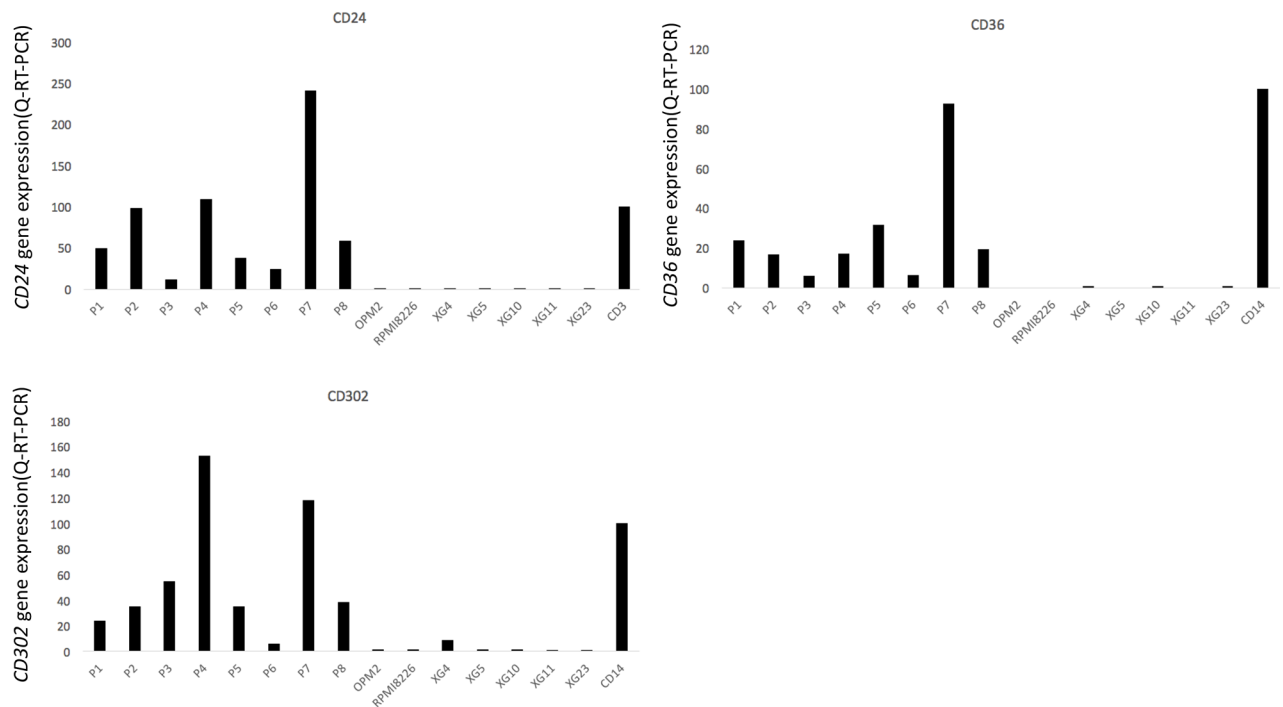 CD24
CD24 gene expression(Q-RT-PCR)
300
250
200
150
100
50
0
P1 P2 P3 P4 P5 P6 P7 P8 OPM2 RPMI8226 XG4 XG5 XG10 XG11 XG23 CD3
CD36
CD36 gene expression(Q-RT-PCR)
120
100
80
60
40
20
0
P1 P2 P3 P4 P5 P6 P7 P8 OPM2 RPMI8226 XG4 XG5 XG10 XG11 XG23 CD14
CD302
CD302 gene expression(Q-RT-PCR)
180
160
140
120
100
80
60
40
20
0
P1 P2 P3 P4 P5 P6 P7 P8 OPM2 RPMI8226 XG4 XG5 XG10 XG11 XG23 CD14